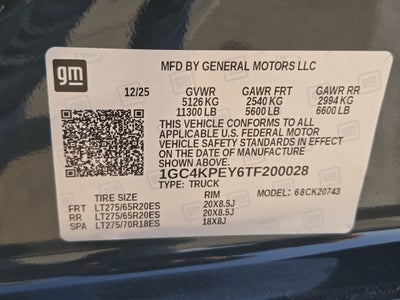 gm
MFD BY GENERAL MOTORS LLC
12/25 GVWR GAWR FRT GAWR RR
5126 KG 2540 KG 2994 KG
11300 LB 5600 LB 6600 LB
THIS VEHICLE CONFORMS TO ALL
APPLICABLE U.S. FEDERAL MOTOR
VEHICLE SAFETY STANDARDS IN EFFECT
ON THE DATE OF MANUFACTURE
SHOWN ABOVE.
1GC4KPEY6TF200028
TYPE: TRUCK
MODEL: 68CK20743
TIRE SIZE RIM
FRT LT275/65R20ES 20X8.5J
RR LT275/65R20ES 20X8.5J
SPA LT275/70R18ES 18X8J